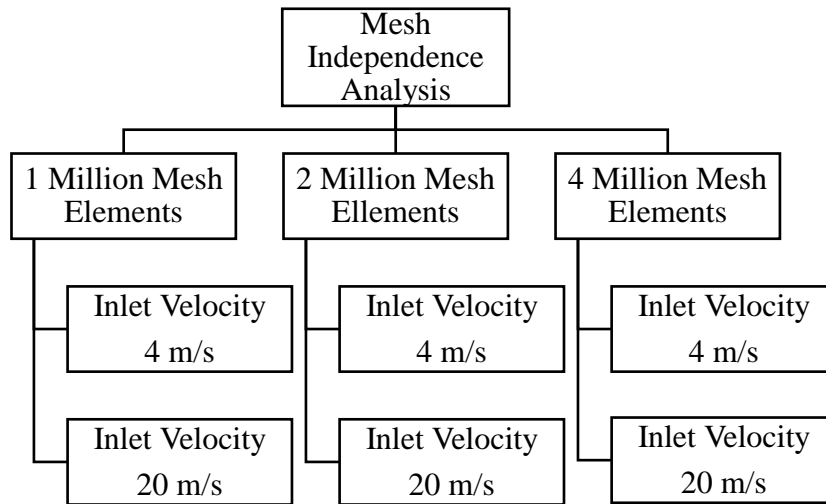 Mesh
Independence
Analysis
1 Million Mesh
Elements
2 Million Mesh
Ellements
4 Million Mesh
Elements
Inlet Velocity
4 m/s
Inlet Velocity
4 m/s
Inlet Velocity
4 m/s
Inlet Velocity
20 m/s
Inlet Velocity
20 m/s
Inlet Velocity
20 m/s